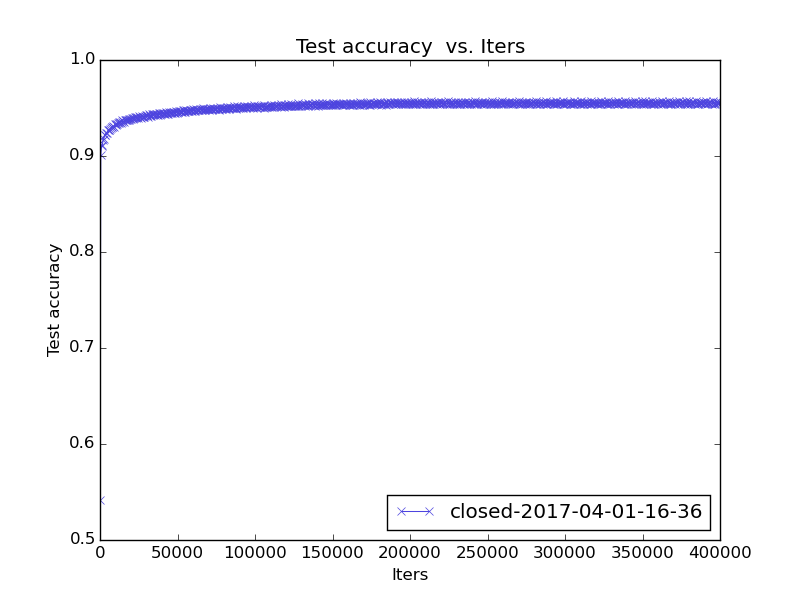 Test accuracy  vs. Iters
1.0
0.9
0.8
0.7
0.6
0.5
Test accuracy
closed-2017-04-01-16-36
0 50000 100000 150000 200000 250000 300000 350000 400000
Iters